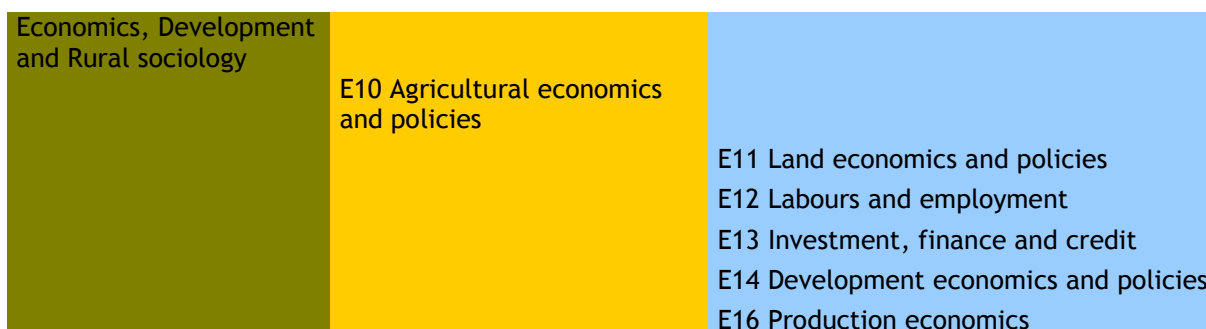 Economics, Development
and Rural sociology
E10 Agricultural economics
and policies
E11 Land economics and policies
E12 Labours and employment
E13 Investment, finance and credit
E14 Development economics and policies
E16 Production economics